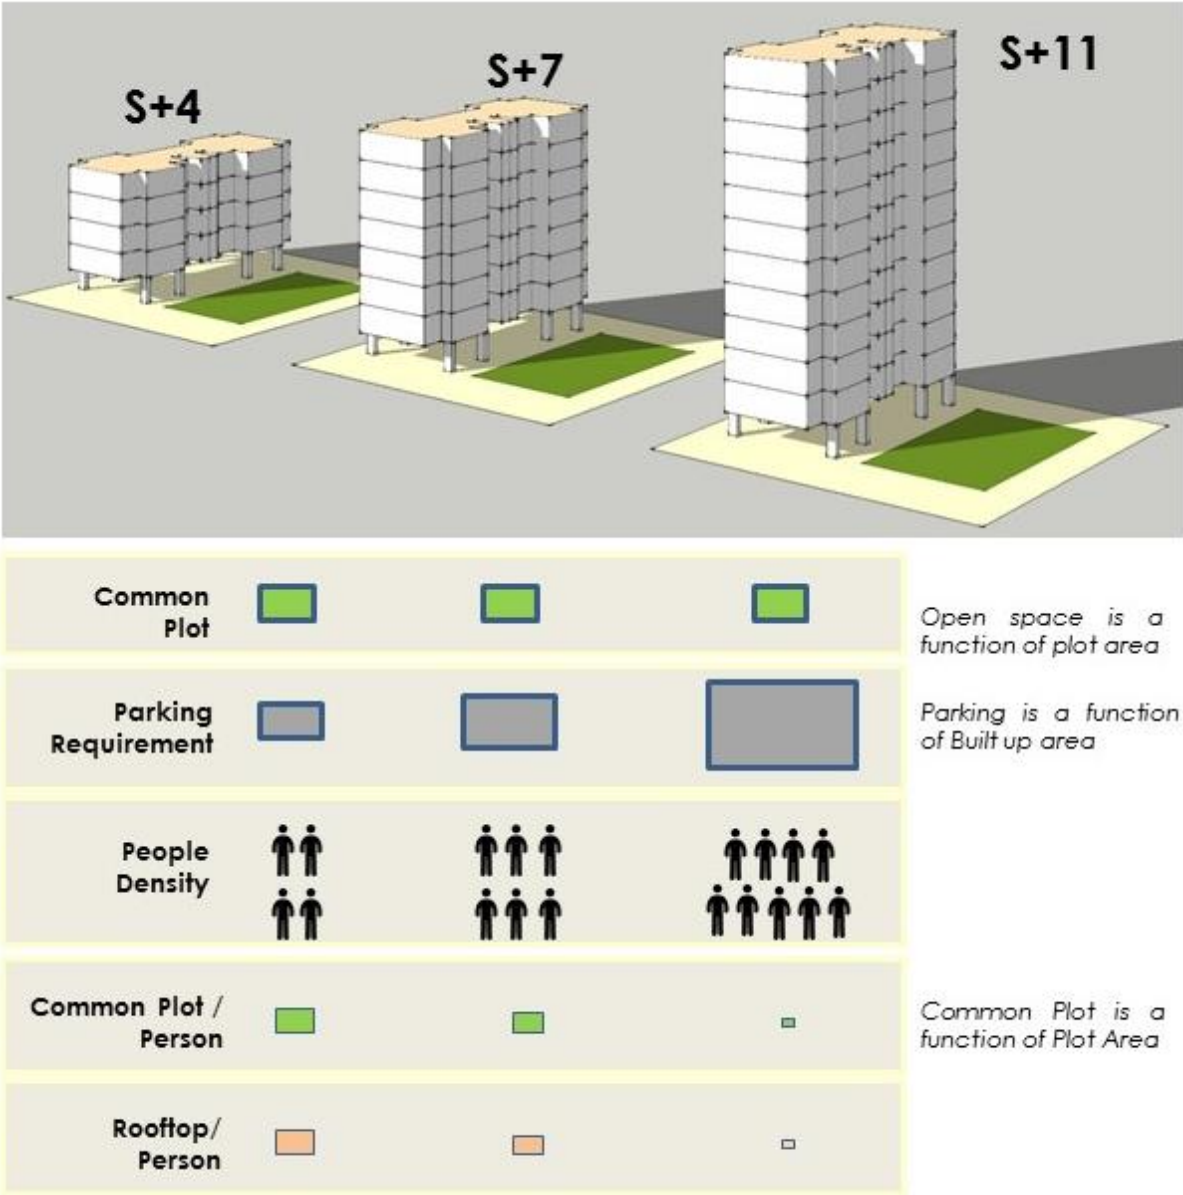 S+4
S+7
S+11
Common
Plot
Open space is a
function of plot area
Parking
Requirement
Parking is a function
of Built up area
People
Density
Common Plot /
Person
Common Plot is a
function of Plot Area
Rooftop/
Person